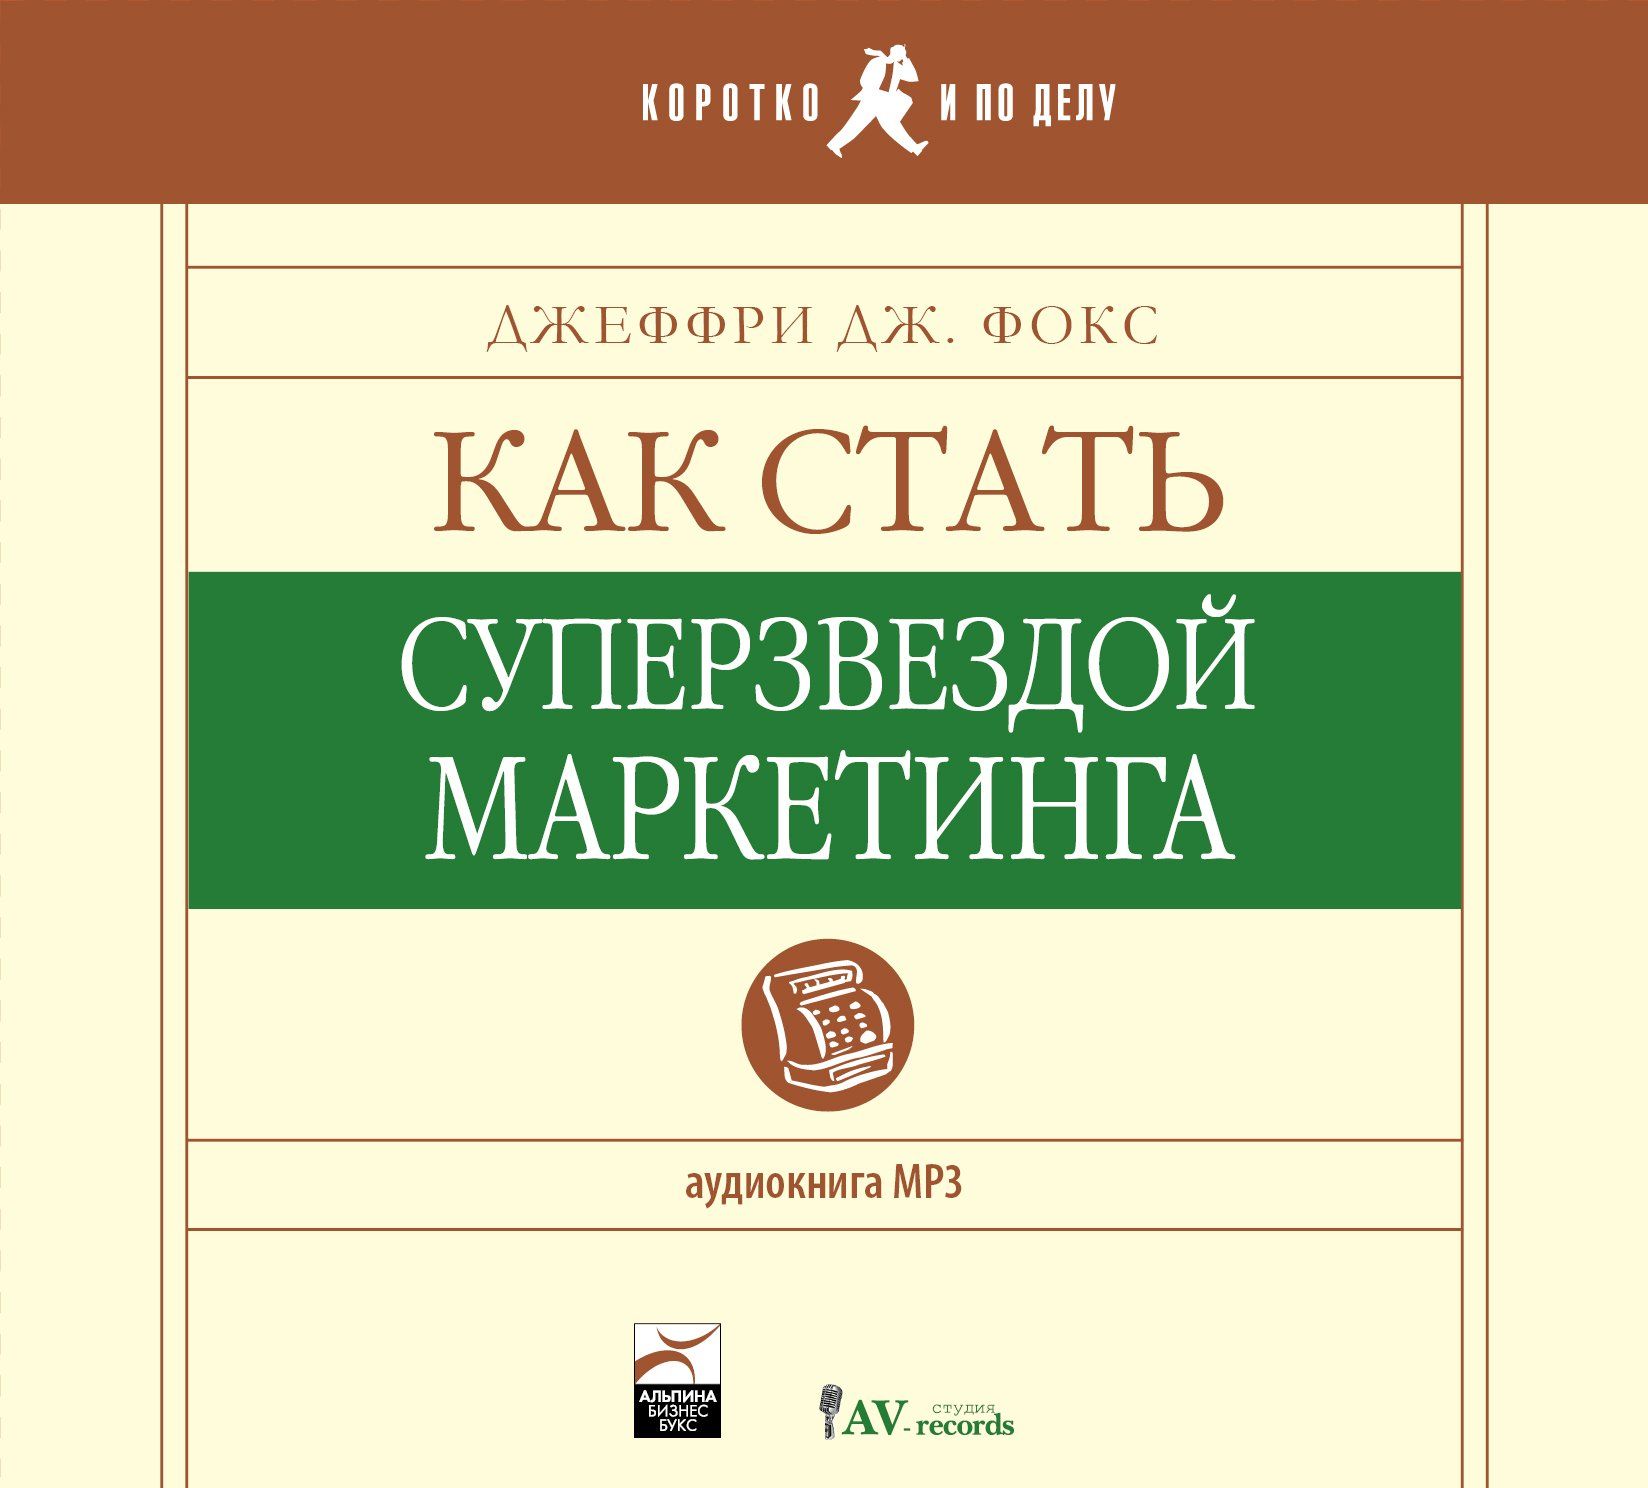 КОРОТКО И ПО ДЕЛУ
ДЖЕФФРИ ДЖ. ФОКС
КАК СТАТЬ
СУПЕРЗВЕЗДОЙ
МАРКЕТИНГА
аудиокнига MP3
АЛЬПИНА
БИЗНЕС
БУКС
студия
AV-records